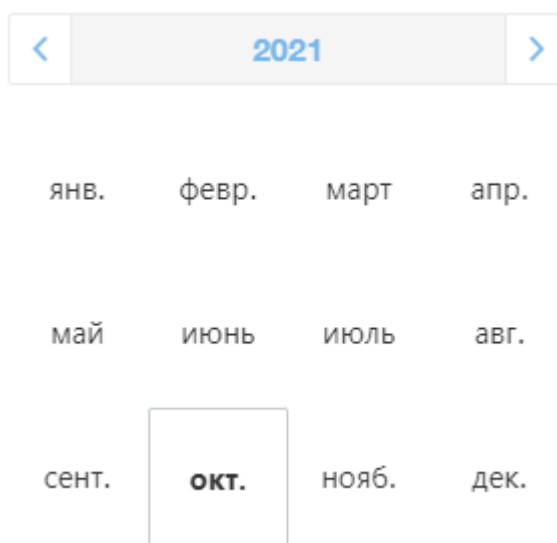 2021
янв. февр. март апр.
май июнь июль авг.
сент. окт. нояб. дек.